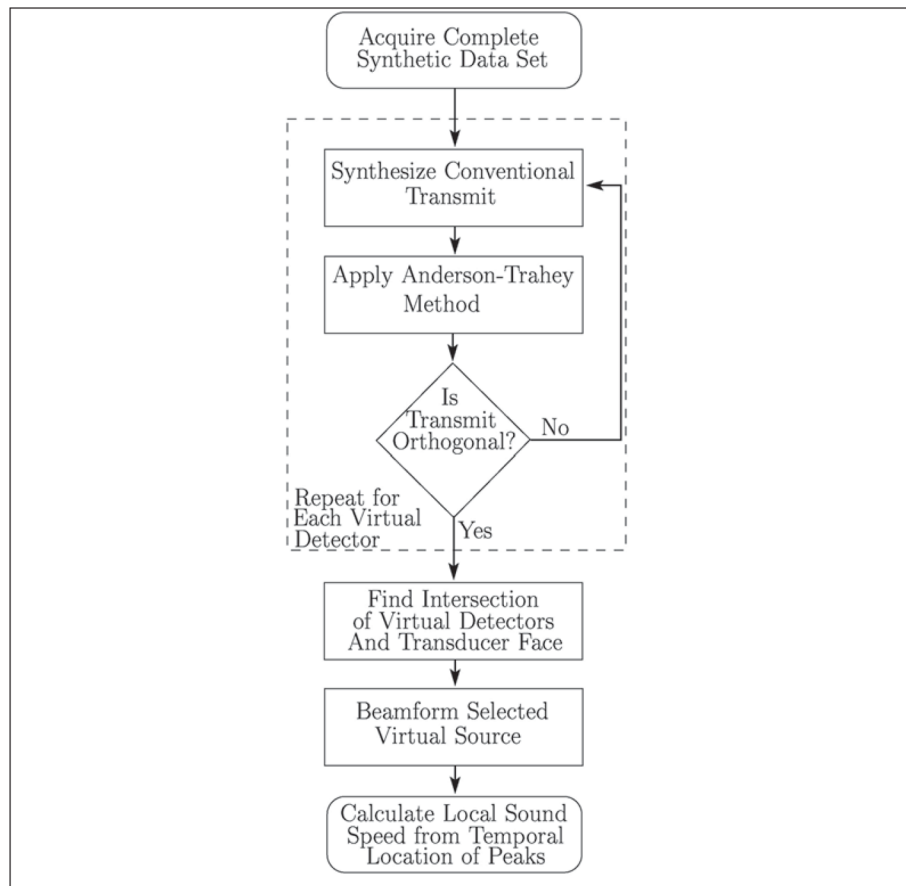 Acquire Complete
Synthetic Data Set
Synthesize Conventional
Transmit
Apply Anderson-Trahey
Method
Is
Transmit
Orthogonal?
No
Repeat for
Each Virtual
Detector
Yes
Find Intersection
of Virtual Detectors
And Transducer Face
Beamform Selected
Virtual Source
Calculate Local Sound
Speed from Temporal
Location of Peaks